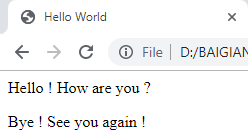 Hello World
File | D:/BAIGIAN
Hello ! How are you ?
Bye ! See you again !